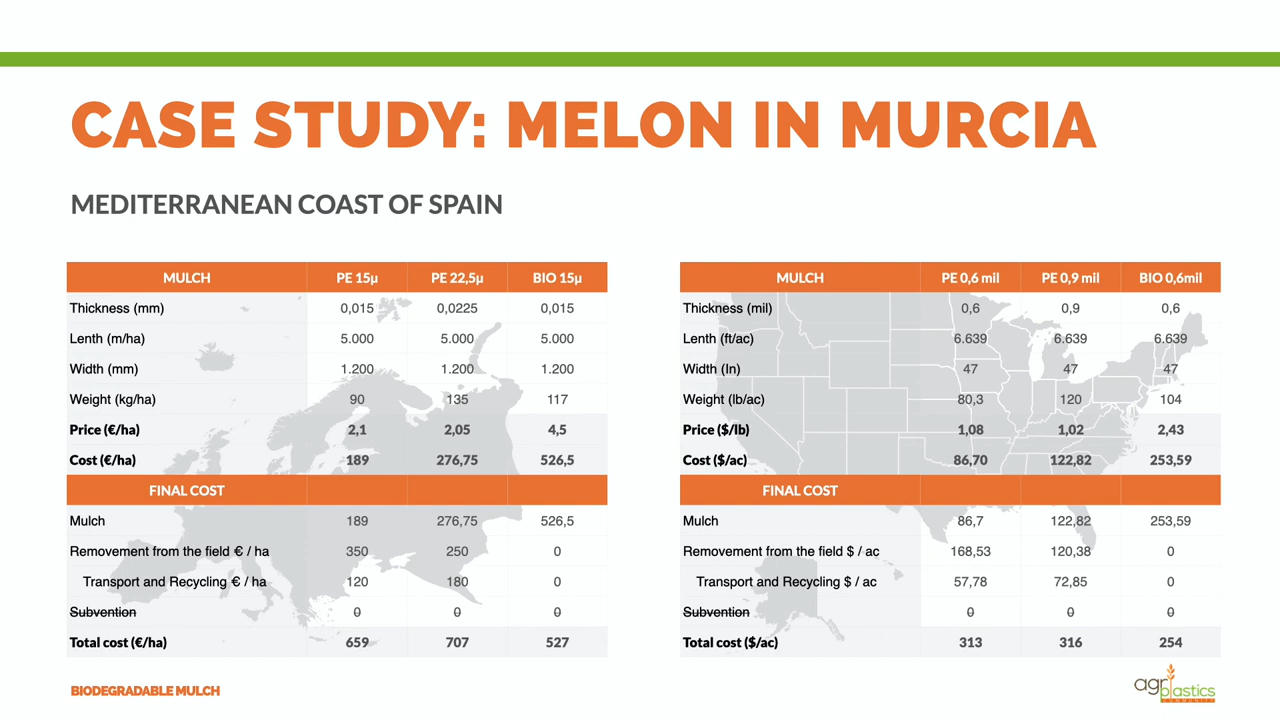 CASE STUDY: MELON IN MURCIA
MEDITERRANEAN COAST OF SPAIN
MULCH PE 15µ PE 22,5µ BIO 15µ
Thickness (mm) 0,015 0,0225 0,015
Lenth (m/ha) 5.000 5.000 5.000
Width (mm) 1.200 1.200 1.200
Weight (kg/ha) 90 135 117
Price (€/ha) 2,1 2,05 4,5
Cost (€/ha) 189 276,75 526,5
FINAL COST
Mulch 189 276,75 526,5
Removement from the field € / ha 350 250 0
Transport and Recycling € / ha 120 180 0
Subvention 0 0 0
Total cost (€/ha) 659 707 527
MULCH PE 0,6 mil PE 0,9 mil BIO 0,6mil
Thickness (mil) 0,6 0,9 0,6
Lenth (ft/ac) 6.639 6.639 6.639
Width (In) 47 47 47
Weight (lb/ac) 80,3 120 104
Price ($/lb) 1,08 1,02 2,43
Cost ($/ac) 86,70 122,82 253,59
FINAL COST
Mulch 86,7 122,82 253,59
Removement from the field $ / ac 168,53 120,38 0
Transport and Recycling $ / ac 57,78 72,85 0
Subvention 0 0 0
Total cost ($/ac) 313 316 254
BIODEGRADABLE MULCH
agriplastics
COMMUNITY